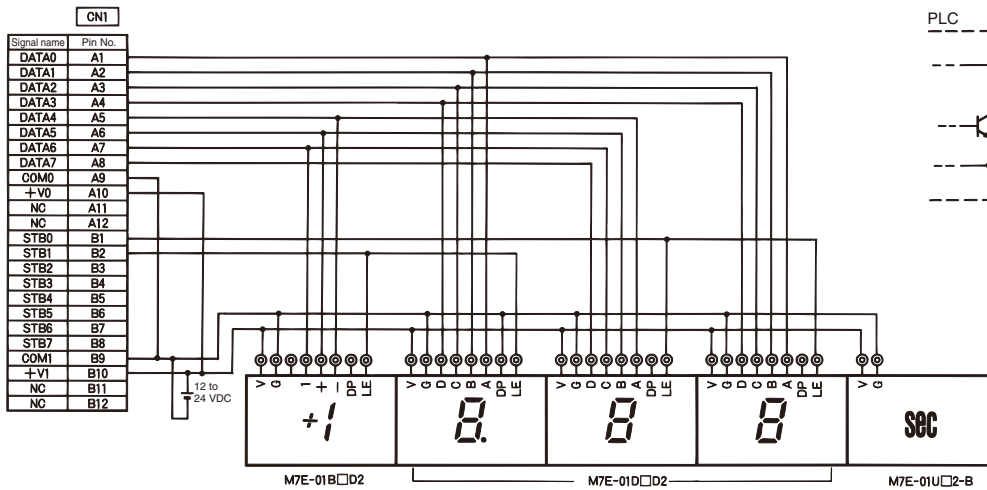 CN1
PLC
Signal name Pin No.
DATA0 A1
DATA1 A2
DATA2 A3
DATA3 A4
DATA4 A5
DATA5 A6
DATA6 A7
DATA7 A8
COM0 A9
+V0 A10
NC A11
NC A12
STB0 B1
STB1 B2
STB2 B3
STB3 B4
STB4 B5
STB5 B6
STB6 B7
STB7 B8
COM1 B9
+V1 B10
NC B11
NC B12
12 to
24 VDC
V G 1 + − DP LE
V G D C B A DP LE
V G D C B A DP LE
V G D C B A DP LE
V G
+1
8.
8
8
sec
M7E-01B□D2
M7E-01D□D2
M7E-01U□2-B